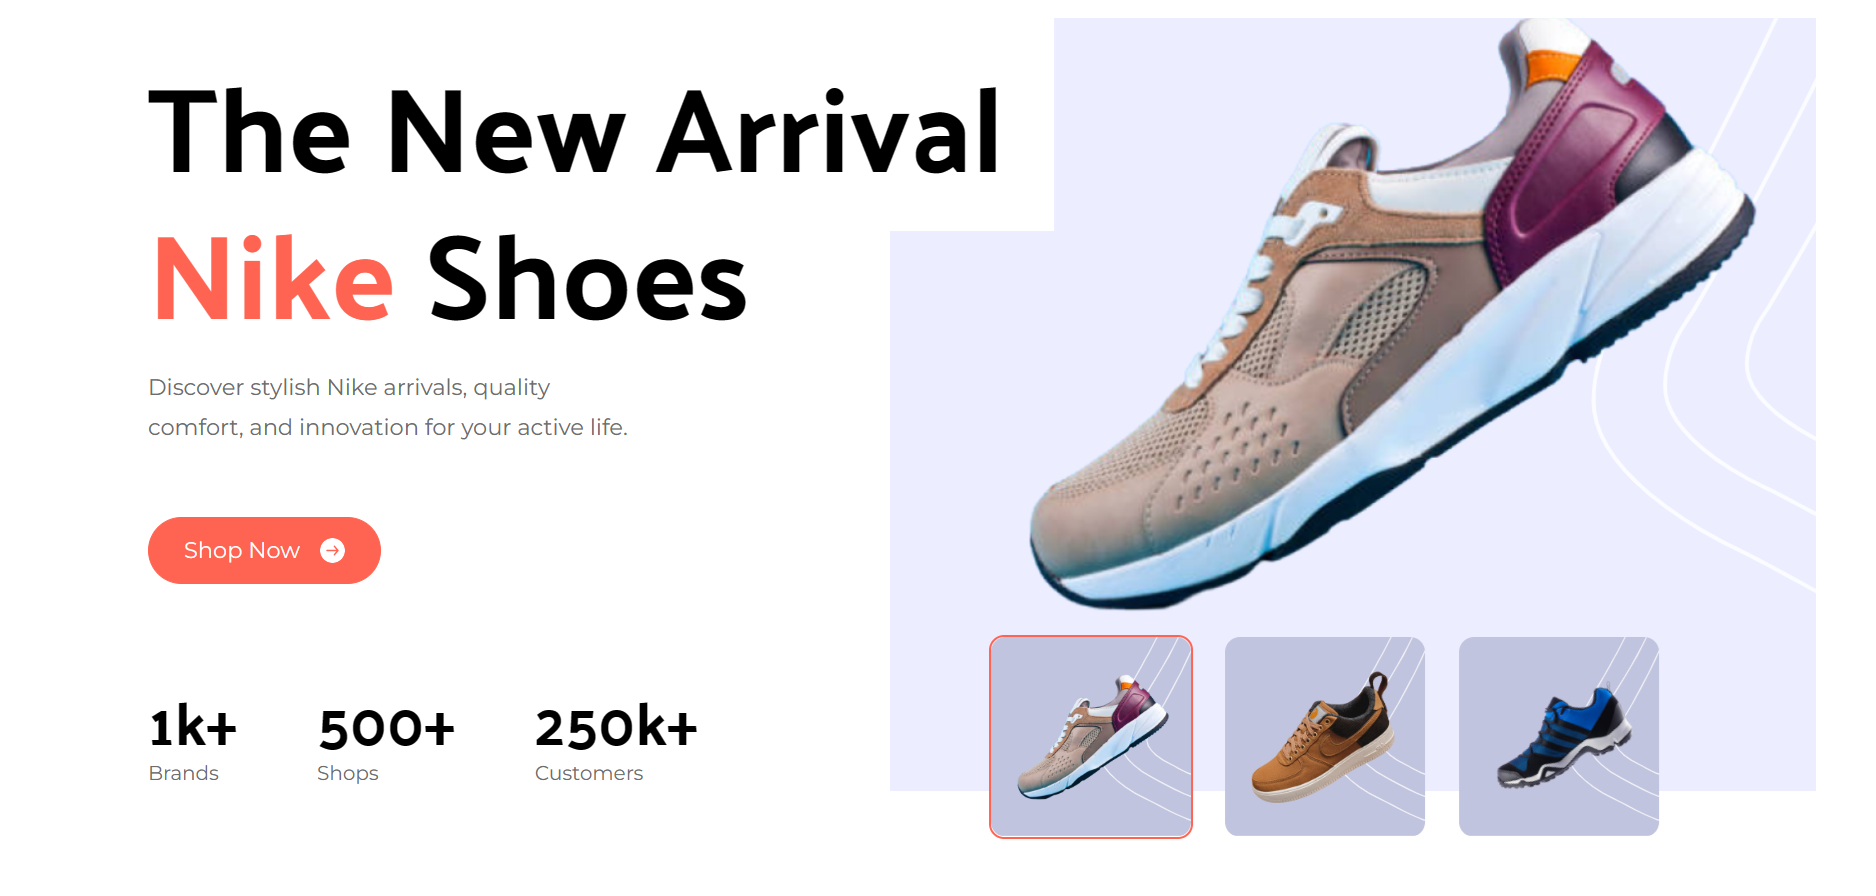 The New Arrival
Nike Shoes
Discover stylish Nike arrivals, quality
comfort, and innovation for your active life.
Shop Now
1k+
Brands
500+
Shops
250k+
Customers